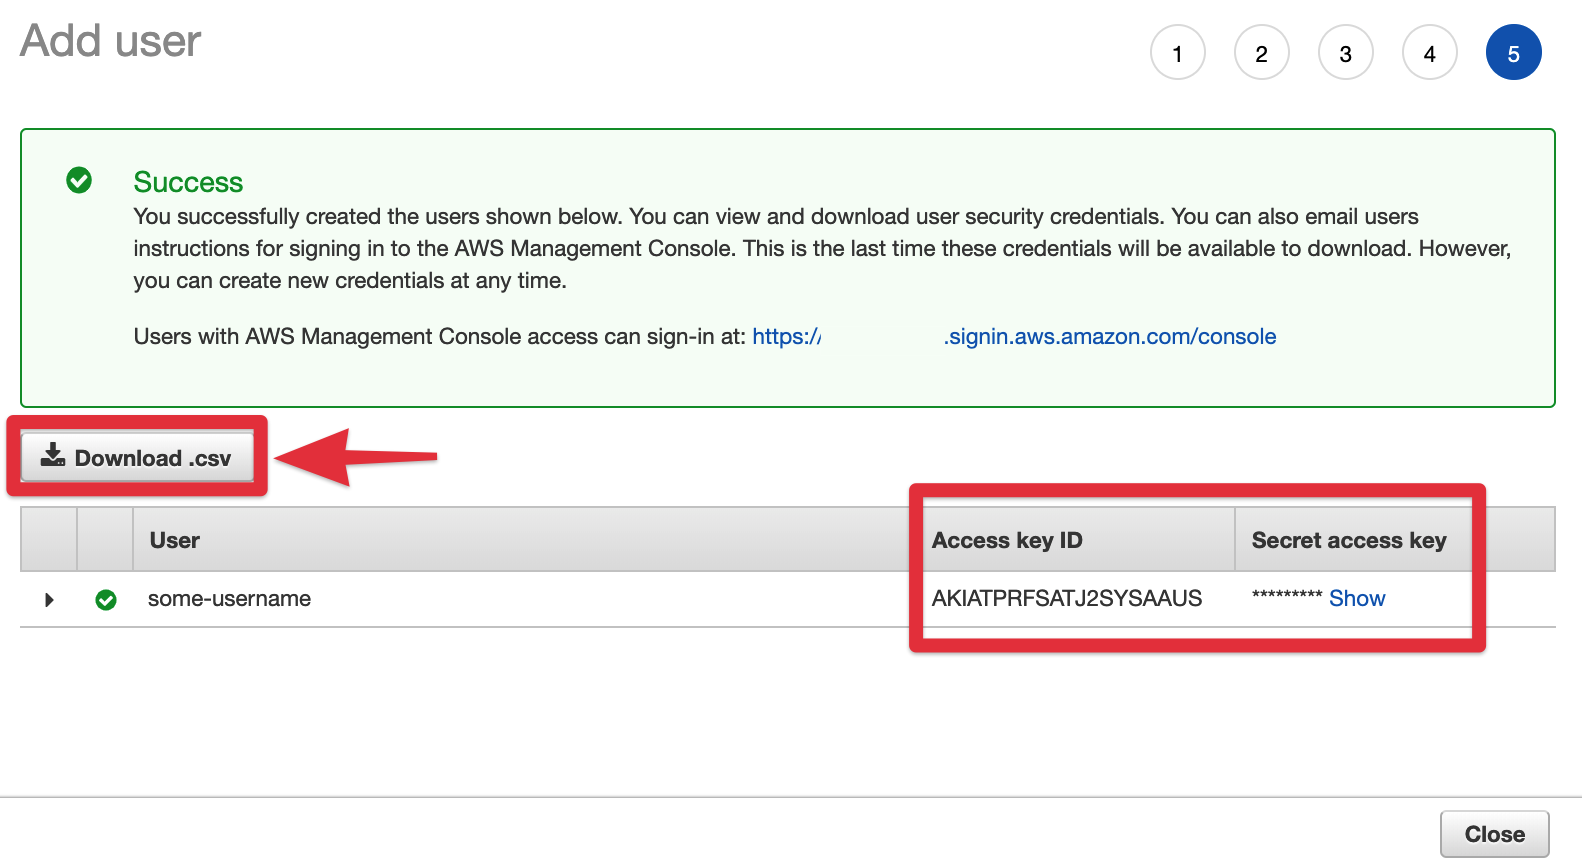 Add user
1 2 3 4 5
Success
You successfully created the users shown below. You can view and download user security credentials. You can also email users
instructions for signing in to the AWS Management Console. This is the last time these credentials will be available to download. However,
you can create new credentials at any time.
Users with AWS Management Console access can sign-in at: https:// .signin.aws.amazon.com/console
Download .csv
User Access key ID Secret access key
some-username AKIATPRFSATJ2SYSAAUS ********* Show
Close